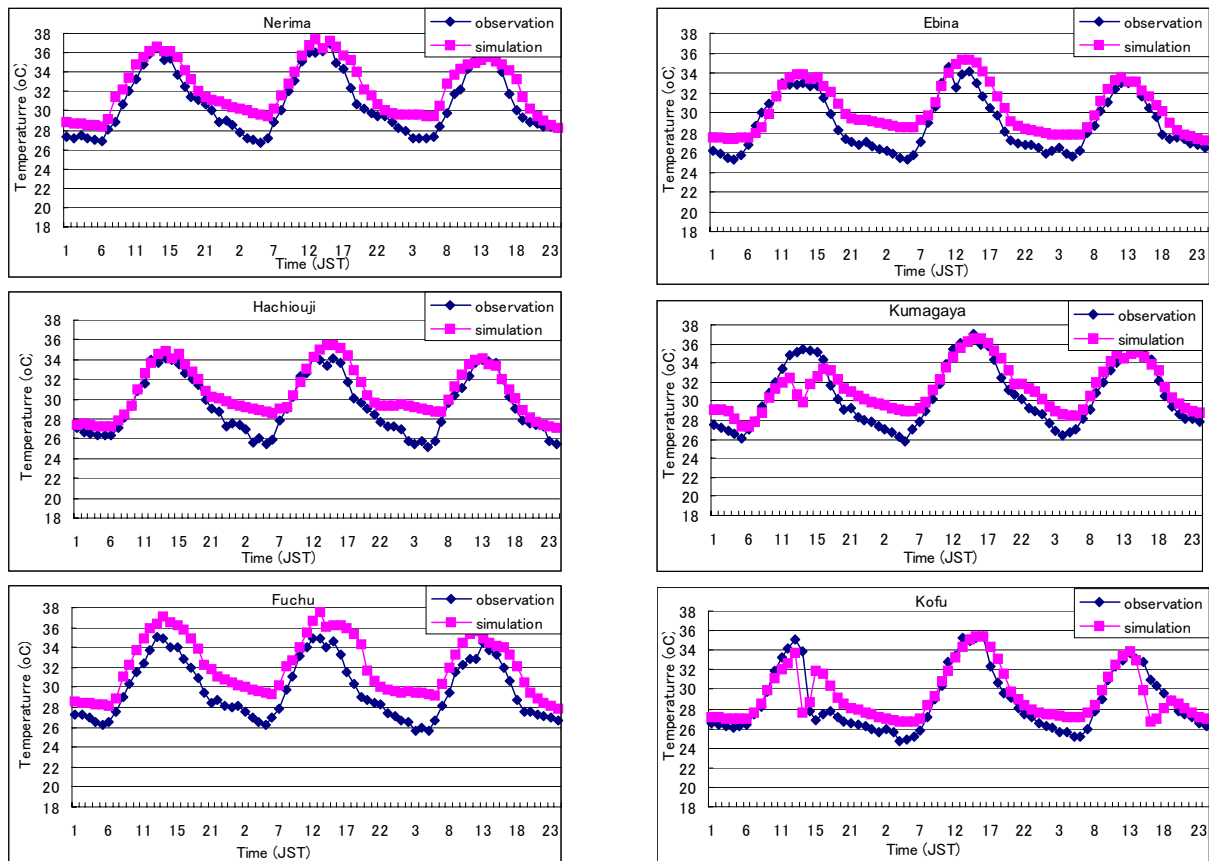 Nerima
observation
simulation
Temperaturre (oC)
38
36
34
32
30
28
26
24
22
20
18
1 6 11 15 21 2 7 12 17 22 3 8 13 18 23
Time (JST)
Ebina
observation
simulation
Temperaturre (oC)
38
36
34
32
30
28
26
24
22
20
18
1 6 11 15 21 2 7 12 17 22 3 8 13 18 23
Time (JST)
Hachiouji
observation
simulation
Temperaturre (oC)
38
36
34
32
30
28
26
24
22
20
18
1 6 11 15 21 2 7 12 17 22 3 8 13 18 23
Time (JST)
Kumagaya
observation
simulation
Temperaturre (oC)
38
36
34
32
30
28
26
24
22
20
18
1 6 11 15 21 2 7 12 17 22 3 8 13 18 23
Time (JST)
Fuchu
observation
simulation
Temperaturre (oC)
38
36
34
32
30
28
26
24
22
20
18
1 6 11 15 21 2 7 12 17 22 3 8 13 18 23
Time (JST)
Kofu
observation
simulation
Temperaturre (oC)
38
36
34
32
30
28
26
24
22
20
18
1 6 11 15 21 2 7 12 17 22 3 8 13 18 23
Time (JST)